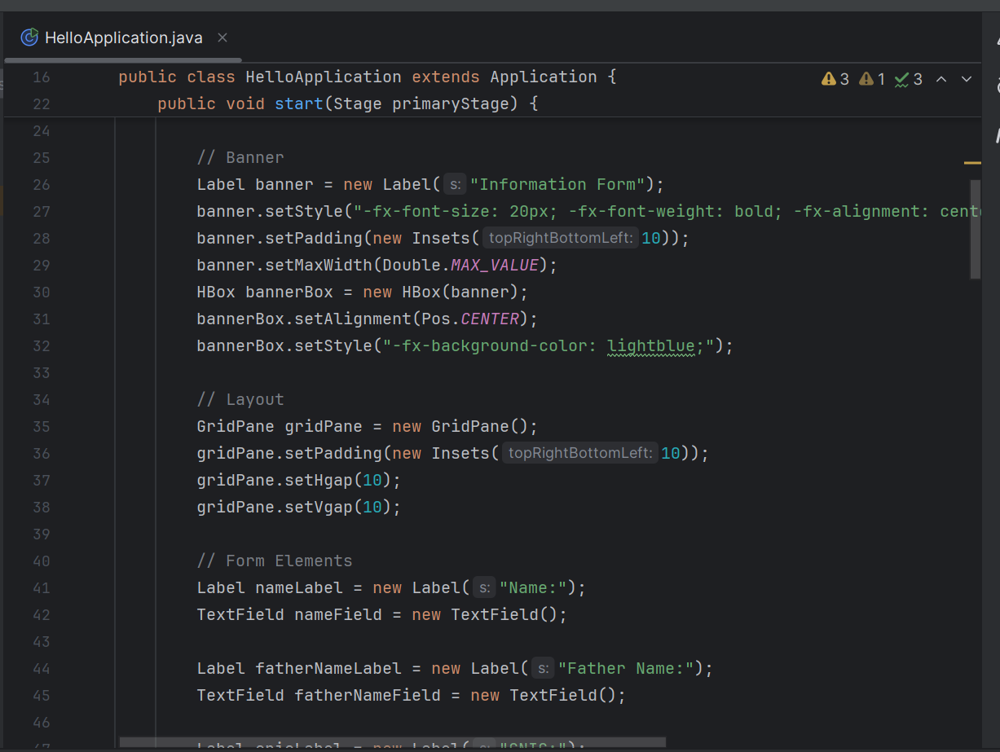 HelloApplication.java
16 public class HelloApplication extends Application { 3 1 3
22 public void start(Stage primaryStage) {
24
25 // Banner
26 Label banner = new Label( s: "Information Form");
27 banner.setStyle("-fx-font-size: 20px; -fx-font-weight: bold; -fx-alignment: cent
28 banner.setPadding(new Insets( topRightBottomLeft: 10));
29 banner.setMaxWidth(Double.MAX_VALUE);
30 HBox bannerBox = new HBox(banner);
31 bannerBox.setAlignment(Pos.CENTER);
32 bannerBox.setStyle("-fx-background-color: lightblue;");
33
34 // Layout
35 GridPane gridPane = new GridPane();
36 gridPane.setPadding(new Insets( topRightBottomLeft: 10));
37 gridPane.setHgap(10);
38 gridPane.setVgap(10);
39
40 // Form Elements
41 Label nameLabel = new Label( s: "Name:");
42 TextField nameField = new TextField();
43
44 Label fatherNameLabel = new Label( s: "Father Name:");
45 TextField fatherNameField = new TextField();
46
47 Label = new Label( s: